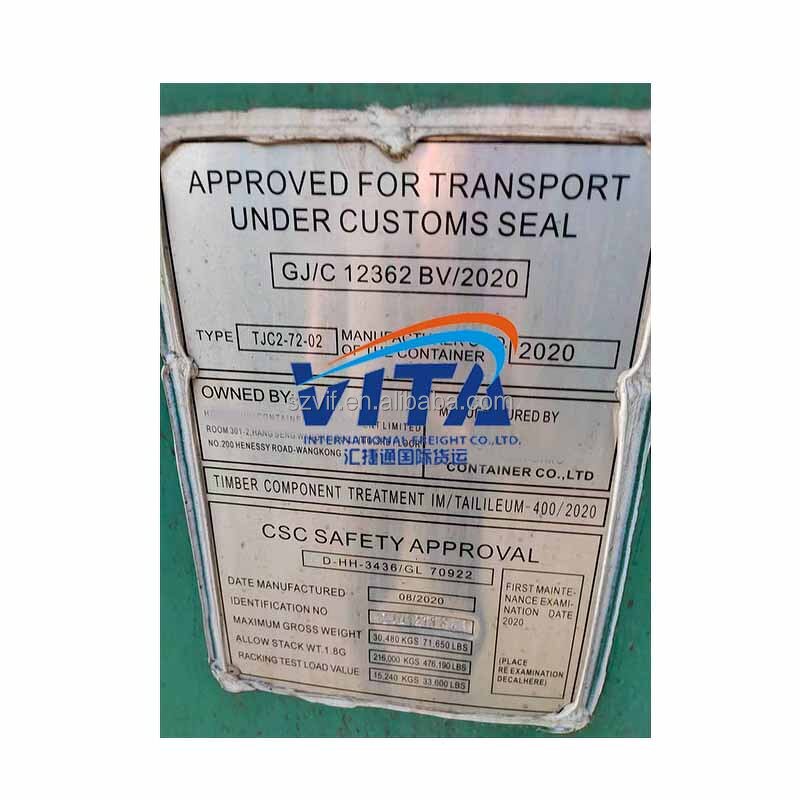 APPROVED FOR TRANSPORT
UNDER CUSTOMS SEAL
GJ/C 12362 BV/2020
TYPE TJC2-72-02
OF THE CONTAINER 2020
VITA
szvif.en.alibaba.com
INTERNATIONAL FREIGHT CO.,LTD.
汇捷通国际货运
OWNED BY:
LIMITED
ROOM 301-2, FLOOR
NO.200 HENESSY ROAD-WANGKONG
BY
CONTAINER CO.,LTD
TIMBER COMPONENT TREATMENT IM/TAILILEUM-400/2020
CSC SAFETY APPROVAL
D-HH-3436/GL 70922
DATE MANUFACTURED 08/2020
IDENTIFICATION NO
MAXIMUM GROSS WEIGHT 30,480 KGS 71,650 LBS
ALLOW STACK WT.1.8G 216,000 KGS 476,190 LBS
RACKING TEST LOAD VALUE 15,240 KGS 33,600 LBS
FIRST MAINTE-
NANCE EXAMI-
NATION DATE
2020
(PLACE
RE EXAMINATION
DECALHERE)